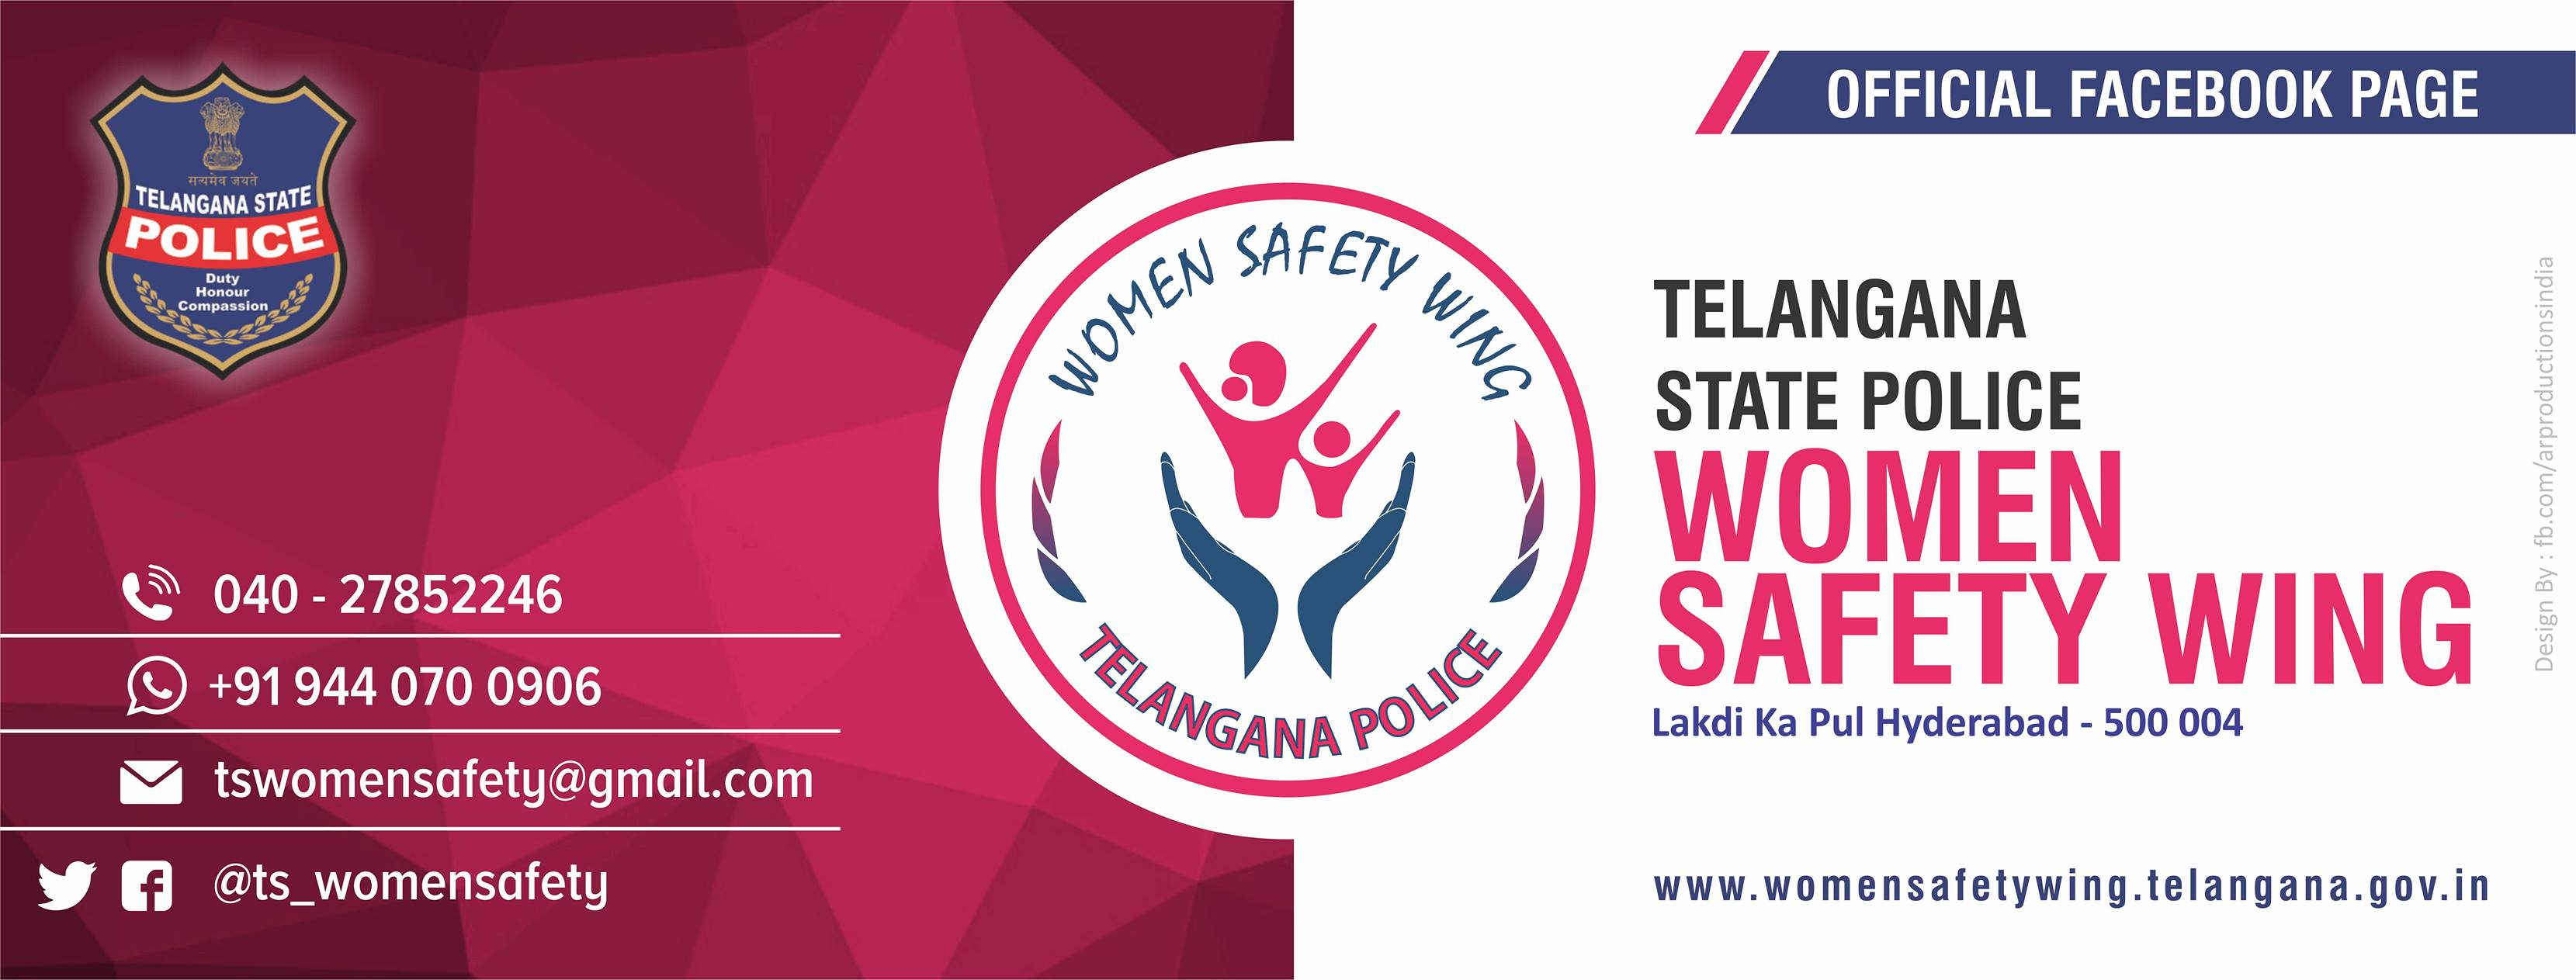 सत्यमेव जयते
TELANGANA STATE
POLICE
Duty
Honour
Compassion
040 - 27852246
+91 944 070 0906
tswomensafety@gmail.com
@ts_womensafety
WOMEN SAFETY WING
TELANGANA POLICE
OFFICIAL FACEBOOK PAGE
TELANGANA
STATE POLICE
WOMEN
SAFETY WING
Lakdi Ka Pul Hyderabad - 500 004
www.womensafetywing.telangana.gov.in
Design By : fb.com/arproductionsindia